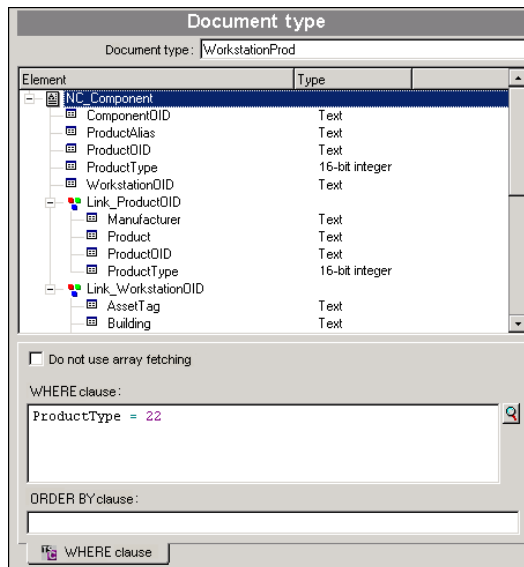 Document type
Document type: WorkstationProd
Element Type
NC_Component
ComponentOID Text
ProductAlias Text
ProductOID Text
ProductType 16-bit integer
WorkstationOID Text
Link_ProductOID
Manufacturer Text
Product Text
ProductOID Text
ProductType 16-bit integer
Link_WorkstationOID
AssetTag Text
Building Text
Do not use array fetching
WHERE clause:
ProductType = 22
ORDER BY clause:
WHERE clause